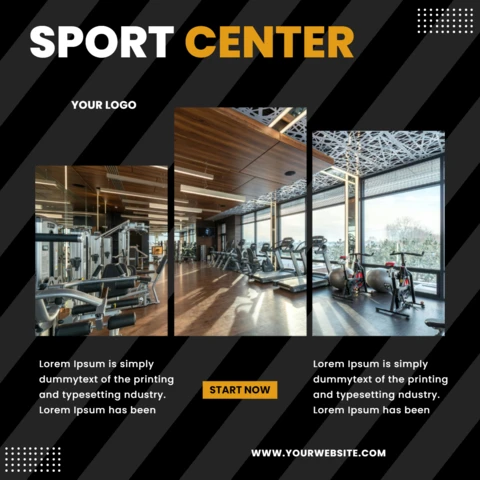 SPORT CENTER
YOUR LOGO
Lorem Ipsum is simply
dummytext of the printing
and typesetting ndustry.
Lorem Ipsum has been
START NOW
Lorem Ipsum is simply
dummytext of the printing
and typesetting ndustry.
Lorem Ipsum has been
WWW.YOURWEBSITE.COM